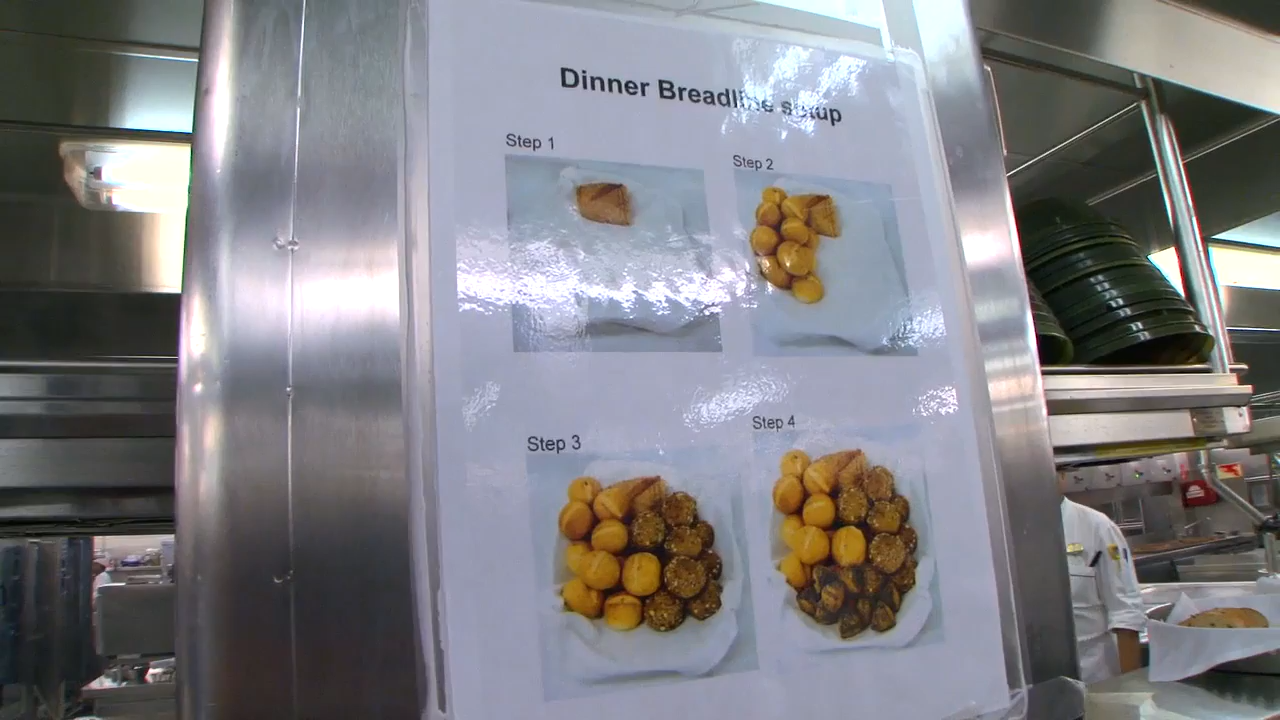 Dinner Breadline setup
Step 1
Step 2
Step 3
Step 4